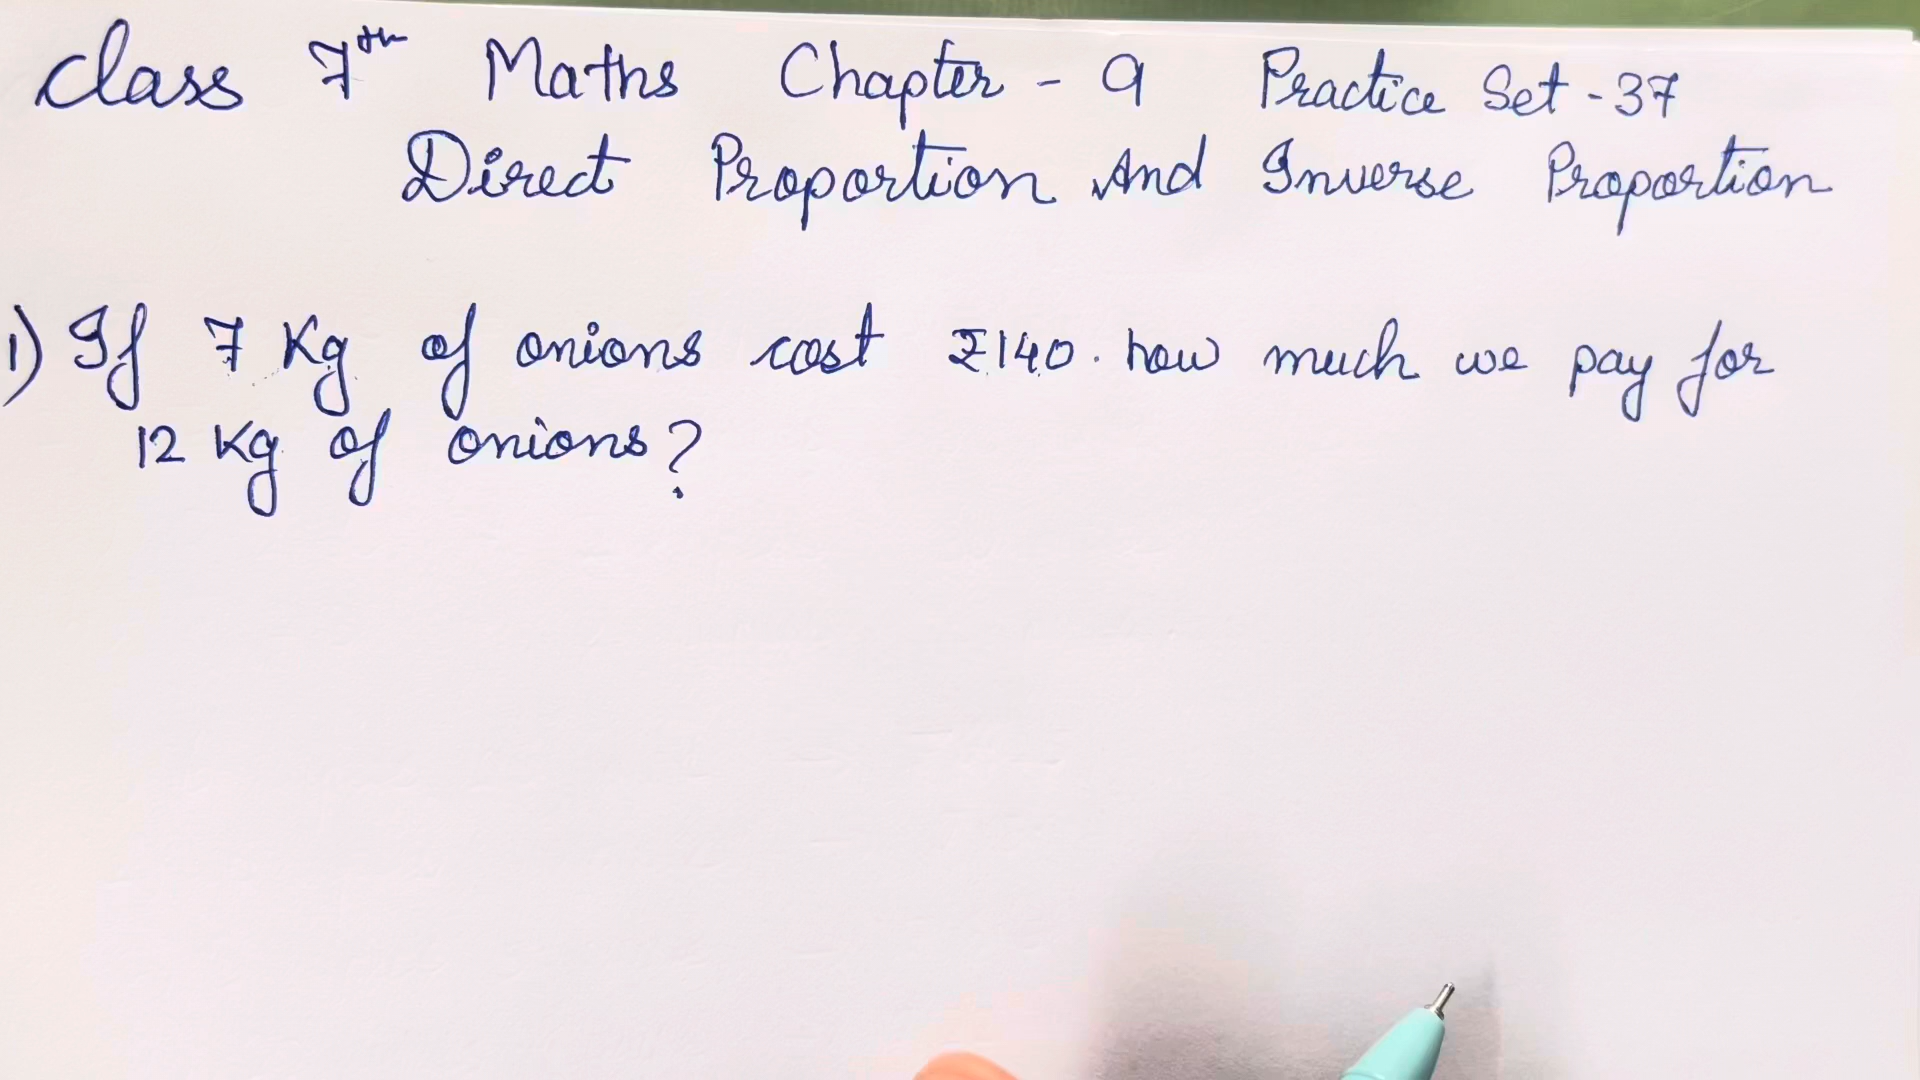 Class 7th Maths Chapter - 9 Practice Set - 37
Direct Proportion And Inverse Proportion
1) If 7 Kg of onions cost ₹140. how much we pay for
12 Kg of onions?